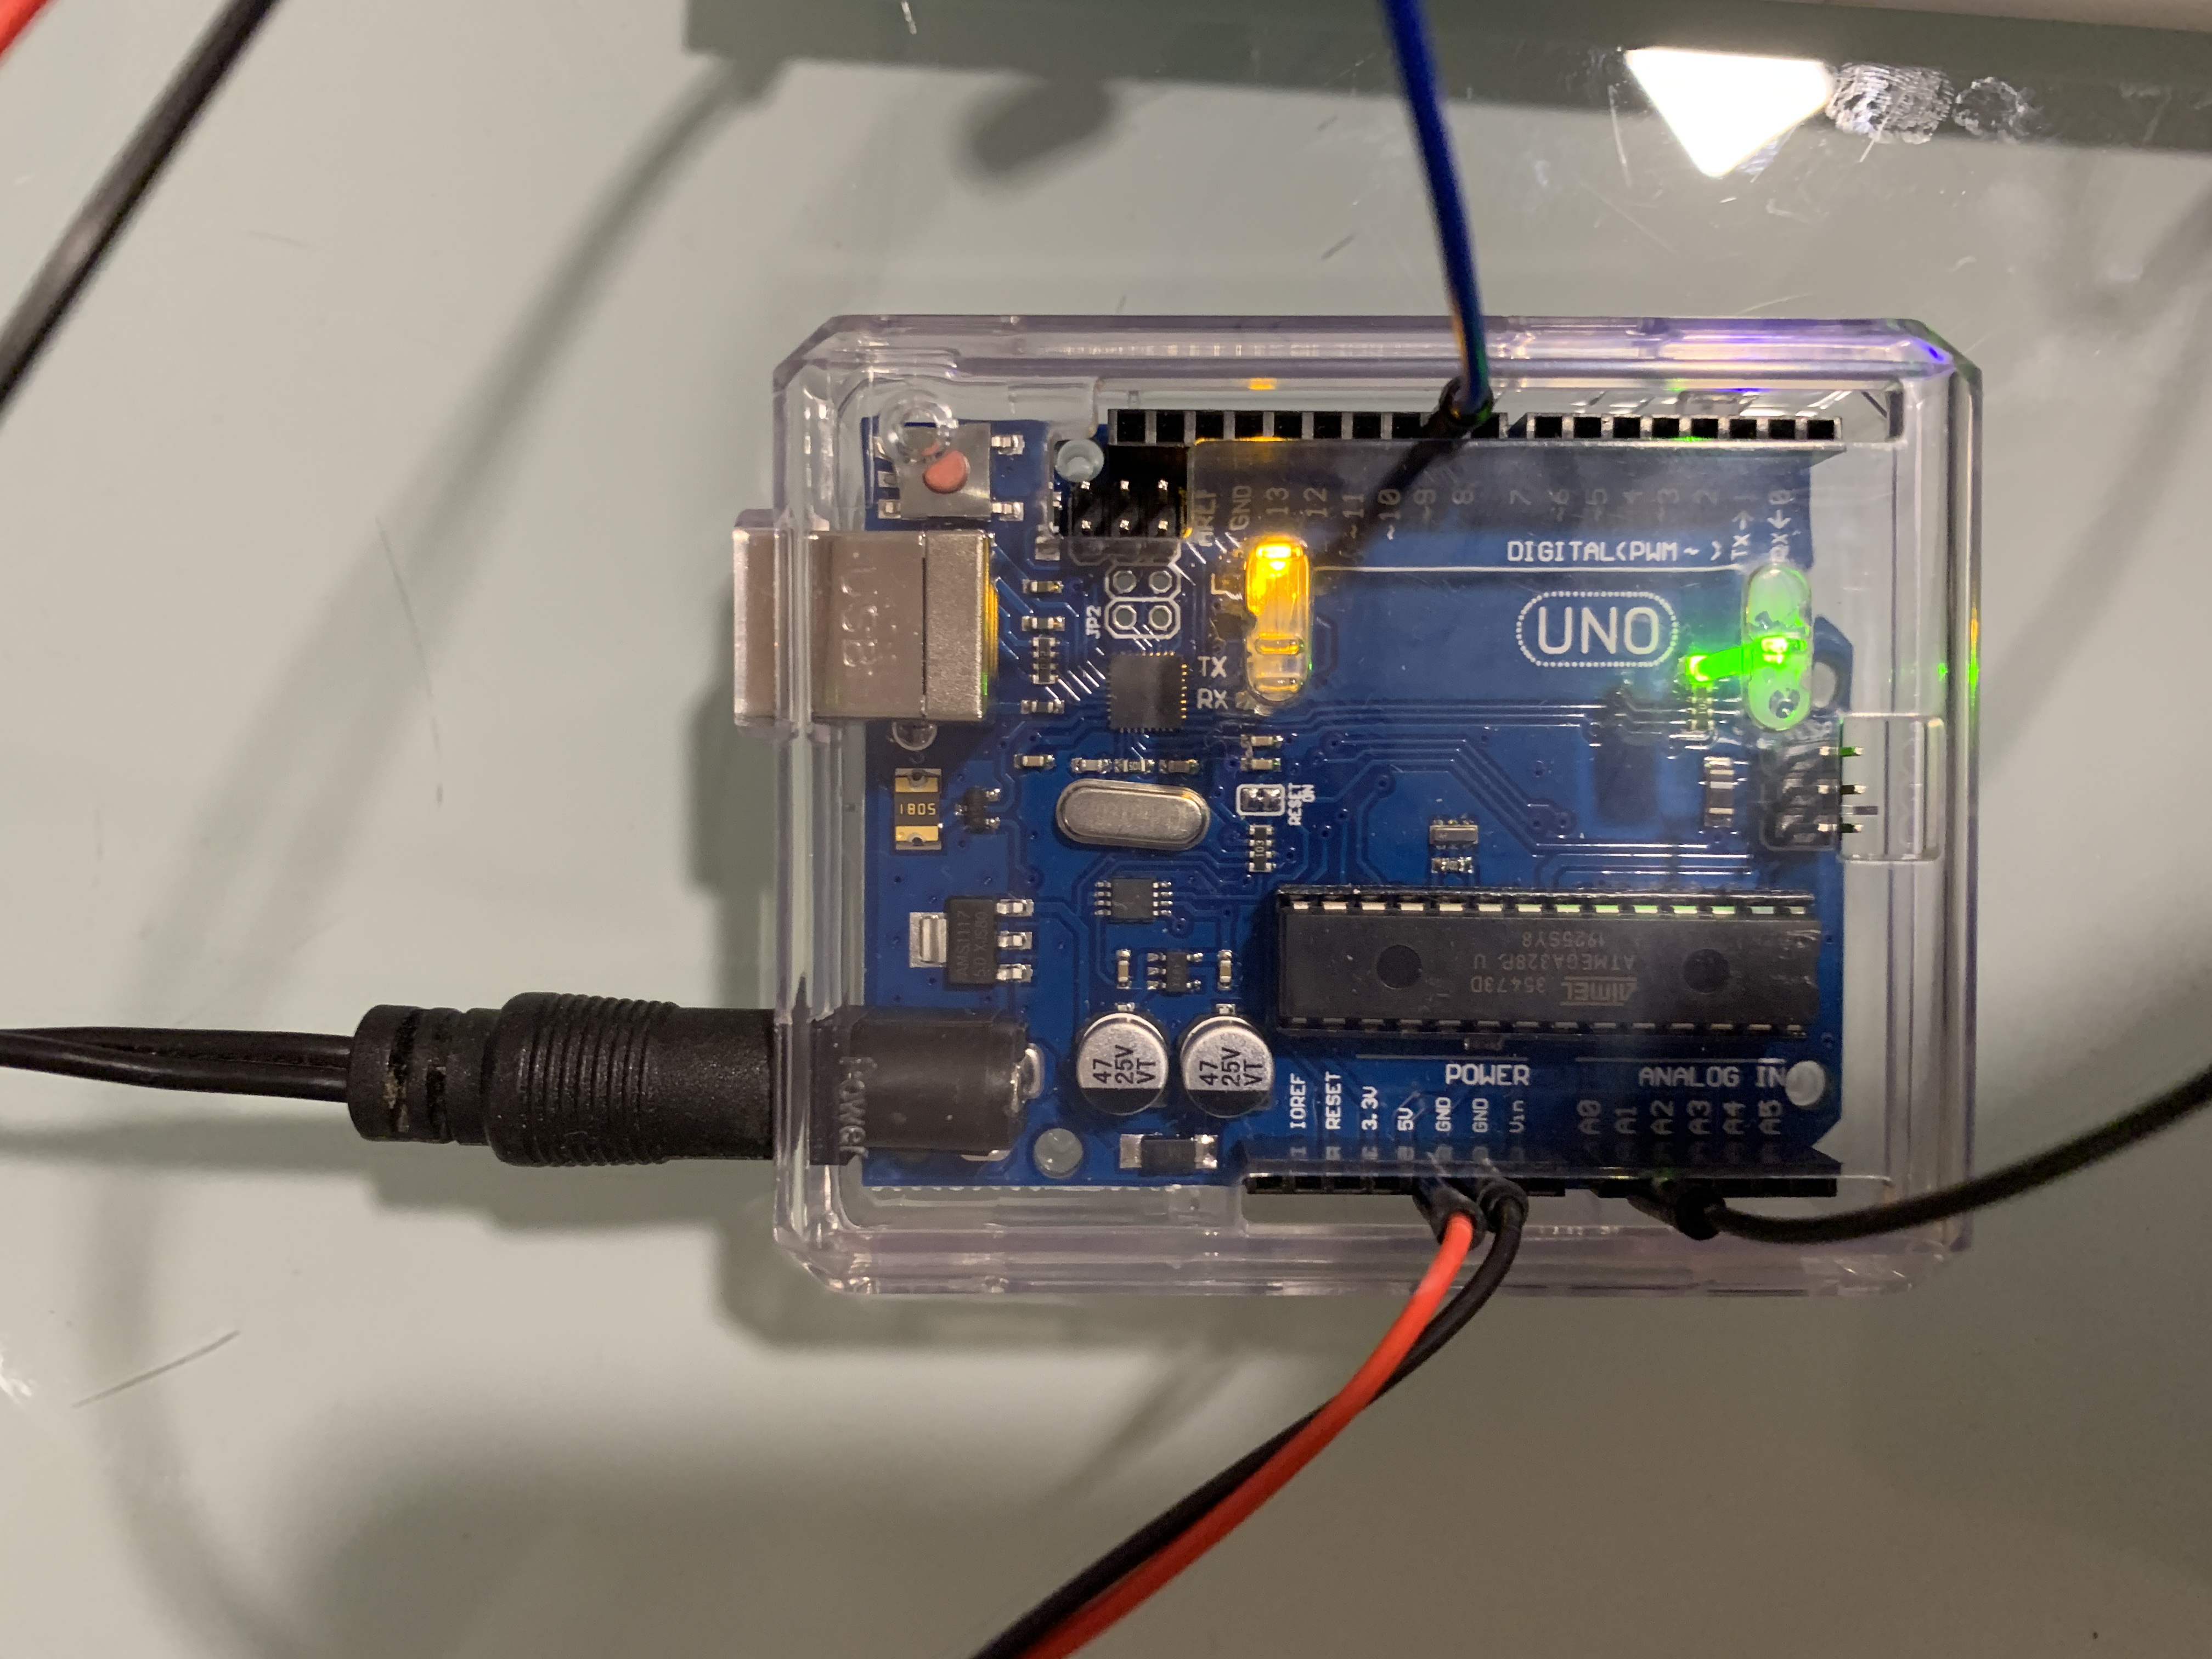 IOREF
RESET
3.3V
5V
GND
GND
Vin
A0
A1
A2
A3
A4
A5
POWER
ANALOG IN
Power
47
25V
VT
47
25V
VT
ATMEL 35473D
ATMEGA328P U
1925SY8
AMS1117
RESET
ON
1805
RX
TX
UNO
JP2
USB
DIGITAL(PWM ~ )
AREF
GND
13
12
~11
~10
~9
8
7
~6
~5
4
~3
2
TX→1
RX←0